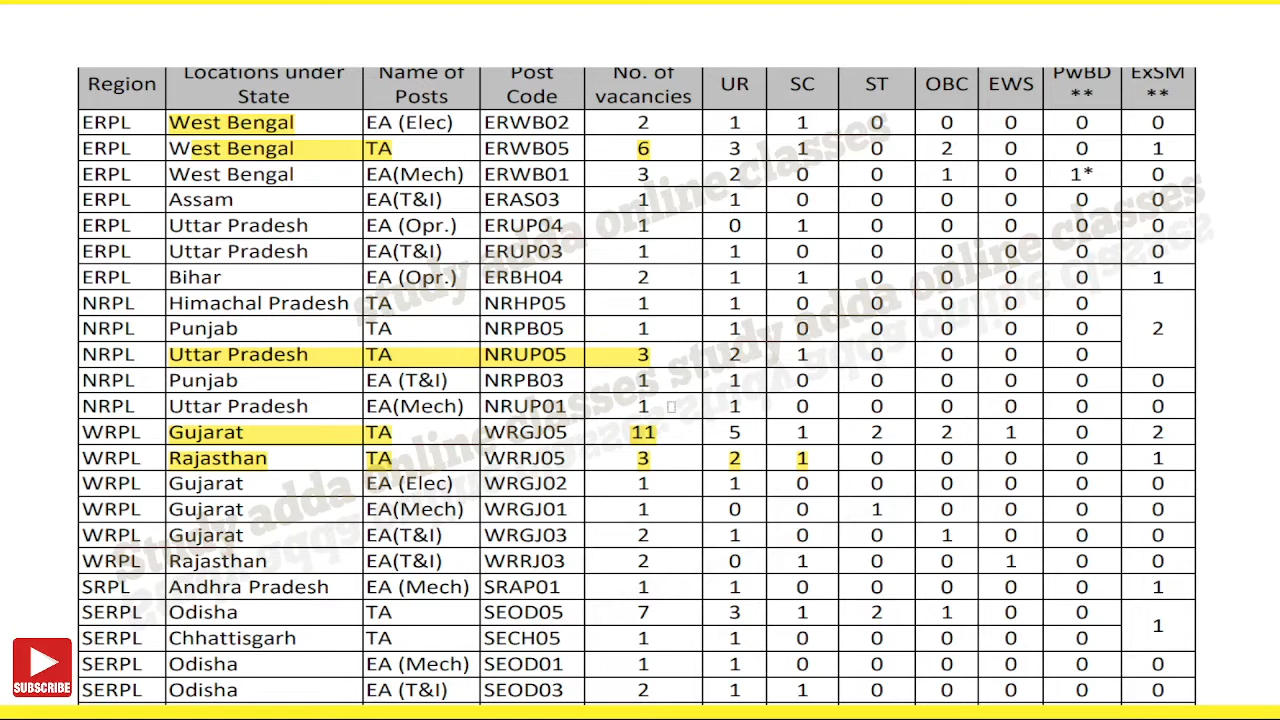 Region | Locations under State | Name of Posts | Post Code | No. of vacancies | UR | SC | ST | OBC | EWS | PwBD ** | ExSM **
ERPL | West Bengal | EA (Elec) | ERWB02 | 2 | 1 | 1 | 0 | 0 | 0 | 0 | 0
ERPL | West Bengal | TA | ERWB05 | 6 | 3 | 1 | 0 | 2 | 0 | 0 | 1
ERPL | West Bengal | EA(Mech) | ERWB01 | 3 | 2 | 0 | 0 | 1 | 0 | 1* | 0
ERPL | Assam | EA(T&I) | ERAS03 | 1 | 1 | 0 | 0 | 0 | 0 | 0 | 0
ERPL | Uttar Pradesh | EA (Opr.) | ERUP04 | 1 | 0 | 1 | 0 | 0 | 0 | 0 | 0
ERPL | Uttar Pradesh | EA(T&I) | ERUP03 | 1 | 1 | 0 | 0 | 0 | 0 | 0 | 0
ERPL | Bihar | EA (Opr.) | ERBH04 | 2 | 1 | 1 | 0 | 0 | 0 | 0 | 1
NRPL | Himachal Pradesh | TA | NRHP05 | 1 | 1 | 0 | 0 | 0 | 0 | 0
NRPL | Punjab | TA | NRPB05 | 1 | 1 | 0 | 0 | 0 | 0 | 0 | 2
NRPL | Uttar Pradesh | TA | NRUP05 | 3 | 2 | 1 | 0 | 0 | 0 | 0
NRPL | Punjab | EA (T&I) | NRPB03 | 1 | 1 | 0 | 0 | 0 | 0 | 0 | 0
NRPL | Uttar Pradesh | EA(Mech) | NRUP01 | 1 | 1 | 0 | 0 | 0 | 0 | 0 | 0
WRPL | Gujarat | TA | WRGJ05 | 11 | 5 | 1 | 2 | 2 | 1 | 0 | 2
WRPL | Rajasthan | TA | WRRJ05 | 3 | 2 | 1 | 0 | 0 | 0 | 0 | 1
WRPL | Gujarat | EA (Elec) | WRGJ02 | 1 | 1 | 0 | 0 | 0 | 0 | 0 | 0
WRPL | Gujarat | EA(Mech) | WRGJ01 | 1 | 0 | 0 | 1 | 0 | 0 | 0 | 0
WRPL | Gujarat | EA(T&I) | WRGJ03 | 2 | 1 | 0 | 0 | 1 | 0 | 0 | 0
WRPL | Rajasthan | EA(T&I) | WRRJ03 | 2 | 0 | 1 | 0 | 0 | 1 | 0 | 0
SRPL | Andhra Pradesh | EA (Mech) | SRAP01 | 1 | 1 | 0 | 0 | 0 | 0 | 0 | 1
SERPL | Odisha | TA | SEOD05 | 7 | 3 | 1 | 2 | 1 | 0 | 0 | 1
SERPL | Chhattisgarh | TA | SECH05 | 1 | 1 | 0 | 0 | 0 | 0 | 0
SERPL | Odisha | EA (Mech) | SEOD01 | 1 | 1 | 0 | 0 | 0 | 0 | 0 | 0
SERPL | Odisha | EA (T&I) | SEOD03 | 2 | 1 | 1 | 0 | 0 | 0 | 0 | 0
study adda online classes
Study adda online classes study adda online classes
SUBSCRIBE